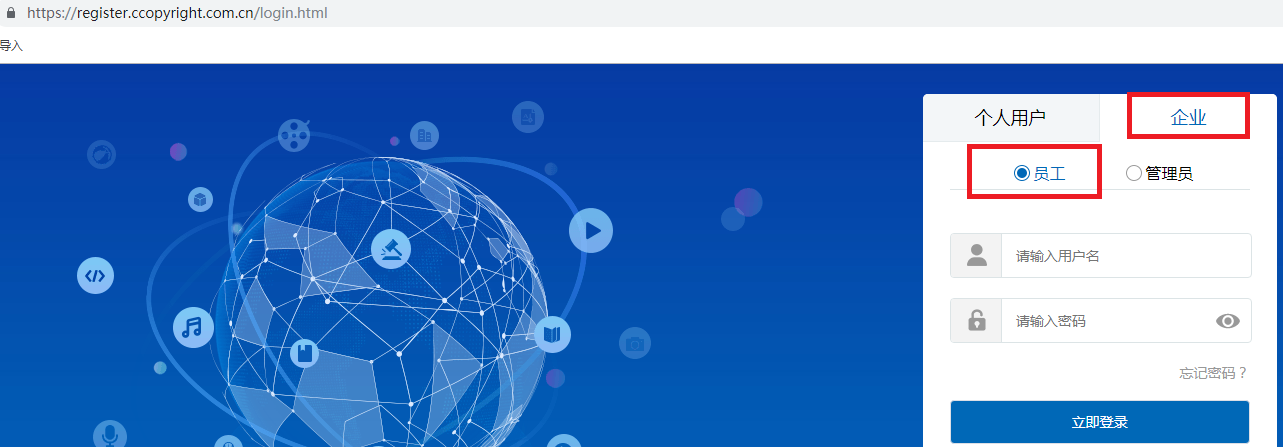 https://register.ccopyright.com.cn/login.html
导入
个人用户
企业
员工
管理员
请输入用户名
请输入密码
忘记密码？
立即登录